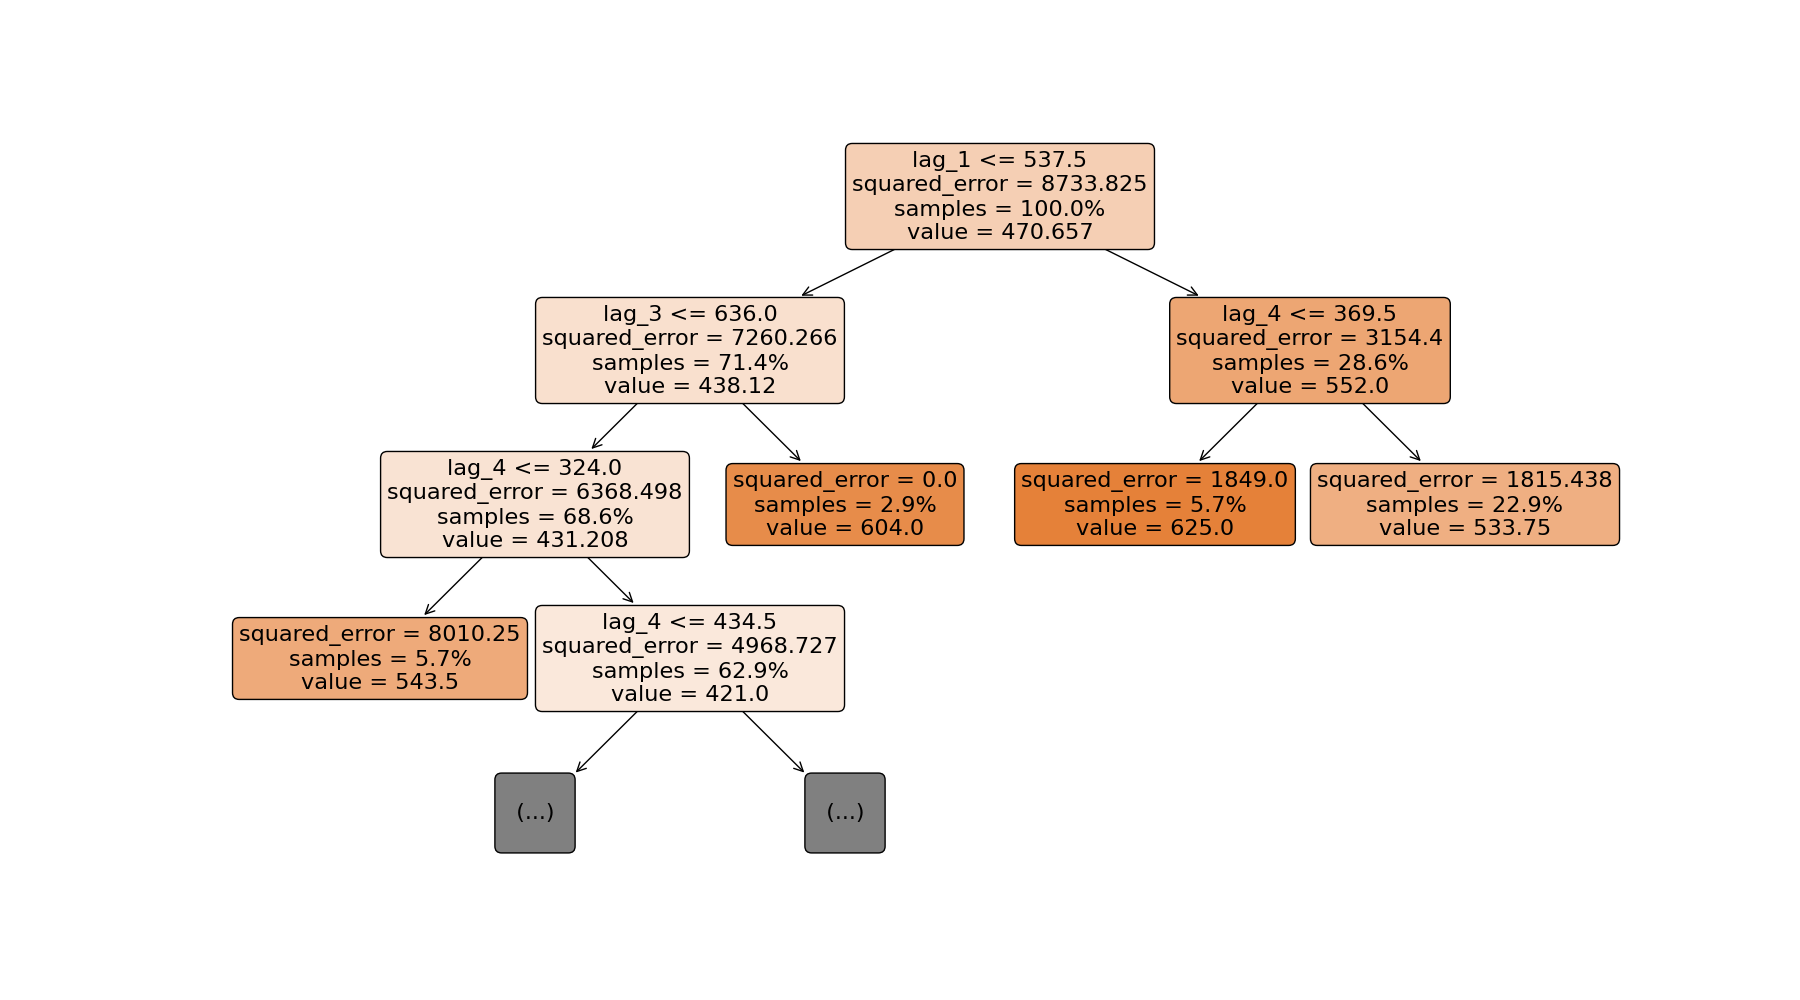 lag_1 <= 537.5
squared_error = 8733.825
samples = 100.0%
value = 470.657
lag_3 <= 636.0
squared_error = 7260.266
samples = 71.4%
value = 438.12
lag_4 <= 369.5
squared_error = 3154.4
samples = 28.6%
value = 552.0
lag_4 <= 324.0
squared_error = 6368.498
samples = 68.6%
value = 431.208
squared_error = 0.0
samples = 2.9%
value = 604.0
squared_error = 1849.0
samples = 5.7%
value = 625.0
squared_error = 1815.438
samples = 22.9%
value = 533.75
squared_error = 8010.25
samples = 5.7%
value = 543.5
lag_4 <= 434.5
squared_error = 4968.727
samples = 62.9%
value = 421.0
(...)
(...)